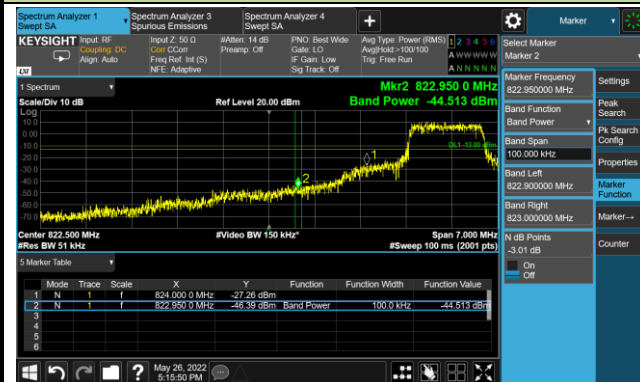 Spectrum Analyzer 1
Swept SA
Spectrum Analyzer 3
Spurious Emissions
Spectrum Analyzer 4
Swept SA
+
Marker
KEYSIGHT
Input: RF
Coupling: DC
Align: Auto
Input Z: 50 Ω
Corr CCorr
Freq Ref: Int (S)
NFE: Adaptive
#Atten: 14 dB
Preamp: Off
PNO: Best Wide
Gate: LO
IF Gain: Low
Sig Track: Off
Avg Type: Power (RMS)
Avg|Hold:>100/100
Trig: Free Run
1 2 3 4 5 6
A W W W W W
A N N N N N
LXI
Select Marker
Marker 2
1 Spectrum
Scale/Div 10 dB
Log
Ref Level 20.00 dBm
Mkr2 822.950 0 MHz
Band Power -44.513 dBm
10.0
0.00
-10.0
-20.0
-30.0
-40.0
-50.0
-60.0
-70.0
DL1 -13.00 dBm
1
2
Center 822.500 MHz
#Res BW 51 kHz
#Video BW 150 kHz*
Span 7.000 MHz
#Sweep 100 ms (2001 pts)
5 Marker Table
Mode Trace Scale X Y Function Function Width Function Value
1 N 1 f 824.000 0 MHz -27.26 dBm
2 N 1 f 822.950 0 MHz -46.39 dBm Band Power 100.0 kHz -44.513 dBm
3
4
5
6
Marker Frequency
822.950000 MHz
Band Function
Band Power
Band Span
100.000 kHz
Band Left
822.900000 MHz
Band Right
823.000000 MHz
N dB Points
-3.01 dB
On
Off
Settings
Peak
Search
Pk Search
Config
Properties
Marker
Function
Marker→
Counter
?
May 26, 2022
5:15:50 PM